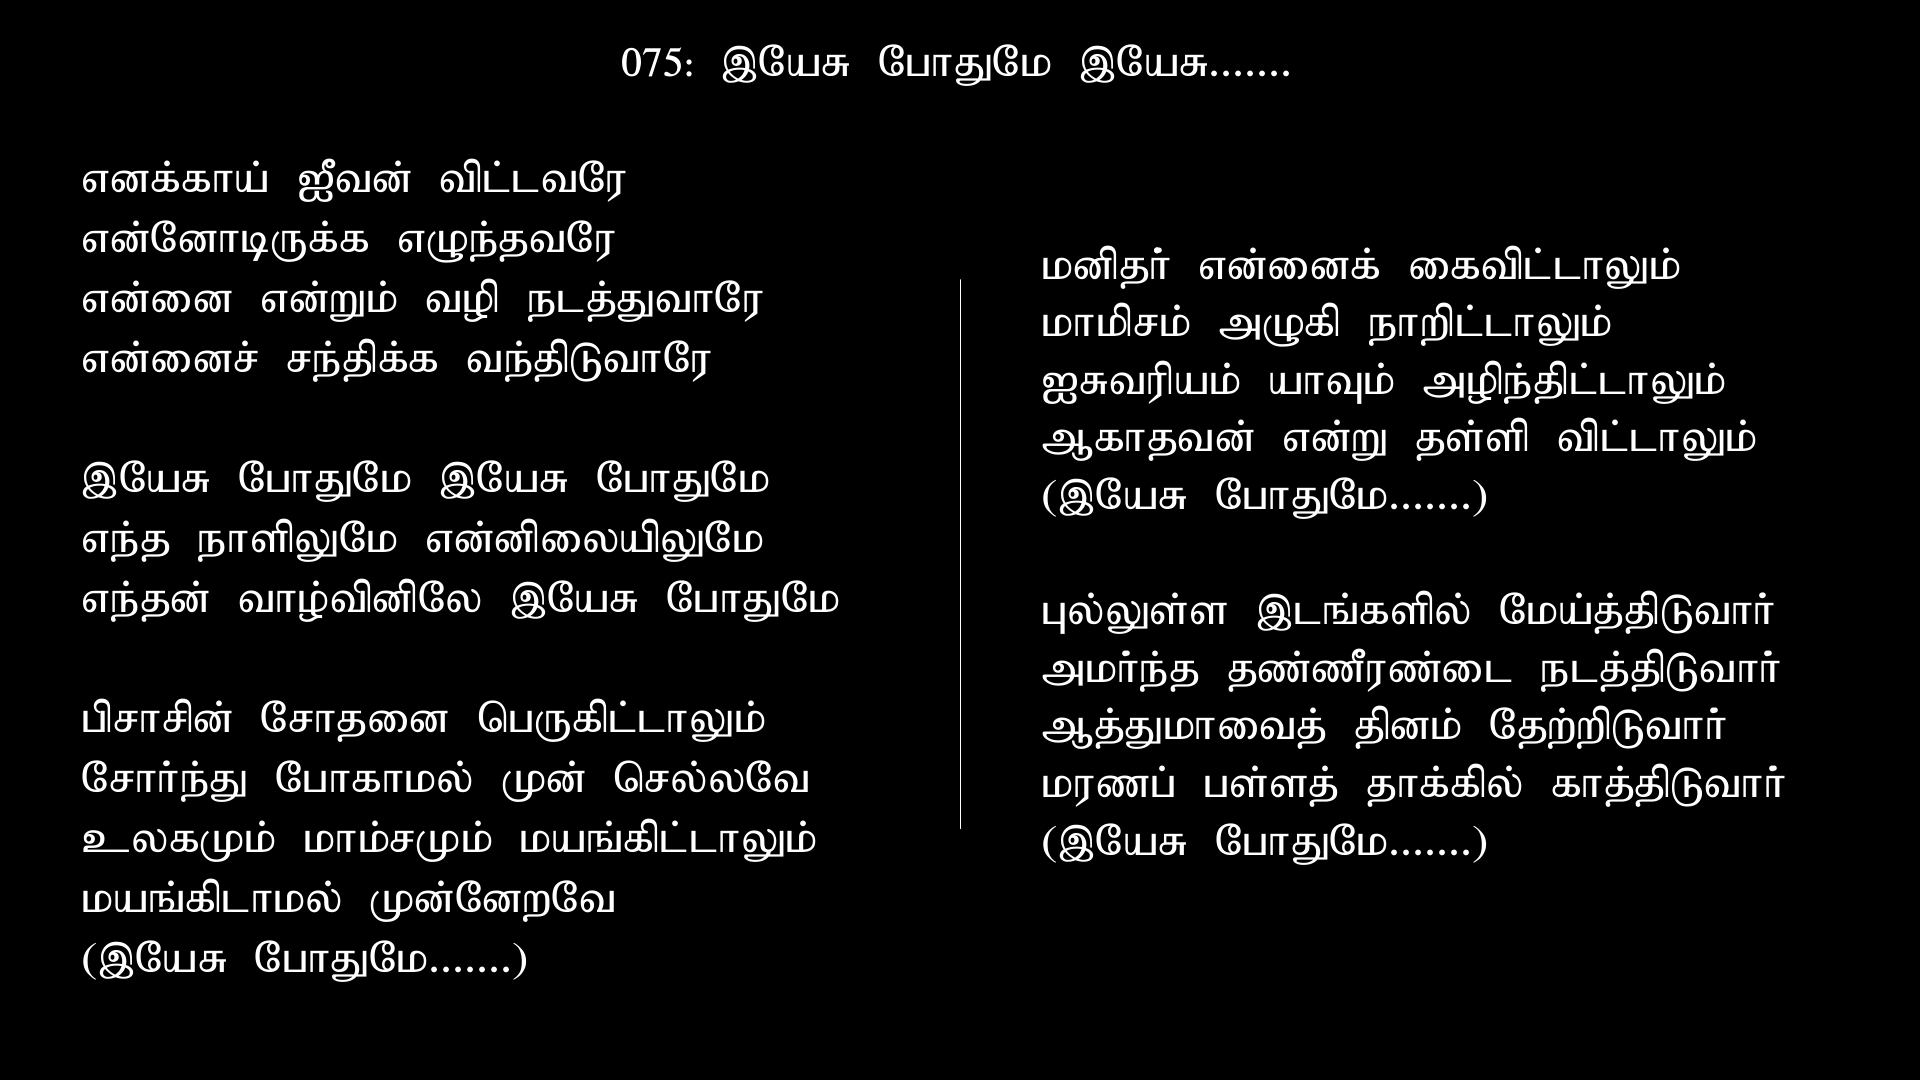 075: இயேசு போதுமே இயேசு.......
எனக்காய் ஜீவன் விட்டவரே
என்னோடிருக்க எழுந்தவரே
என்னை என்றும் வழி நடத்துவாரே
என்னைச் சந்திக்க வந்திடுவாரே
இயேசு போதுமே இயேசு போதுமே
எந்த நாளிலுமே என்னிலையிலுமே
எந்தன் வாழ்வினிலே இயேசு போதுமே
பிசாசின் சோதனை பெருகிட்டாலும்
சோர்ந்து போகாமல் முன் செல்லவே
உலகமும் மாம்சமும் மயங்கிட்டாலும்
மயங்கிடாமல் முன்னேறவே
(இயேசு போதுமே.......)
மனிதர் என்னைக் கைவிட்டாலும்
மாமிசம் அழுகி நாறிட்டாலும்
ஐசுவரியம் யாவும் அழிந்திட்டாலும்
ஆகாதவன் என்று தள்ளி விட்டாலும்
(இயேசு போதுமே.......)
புல்லுள்ள இடங்களில் மேய்த்திடுவார்
அமர்ந்த தண்ணீரண்டை நடத்திடுவார்
ஆத்துமாவைத் தினம் தேற்றிடுவார்
மரணப் பள்ளத் தாக்கில் காத்திடுவார்
(இயேசு போதுமே.......)